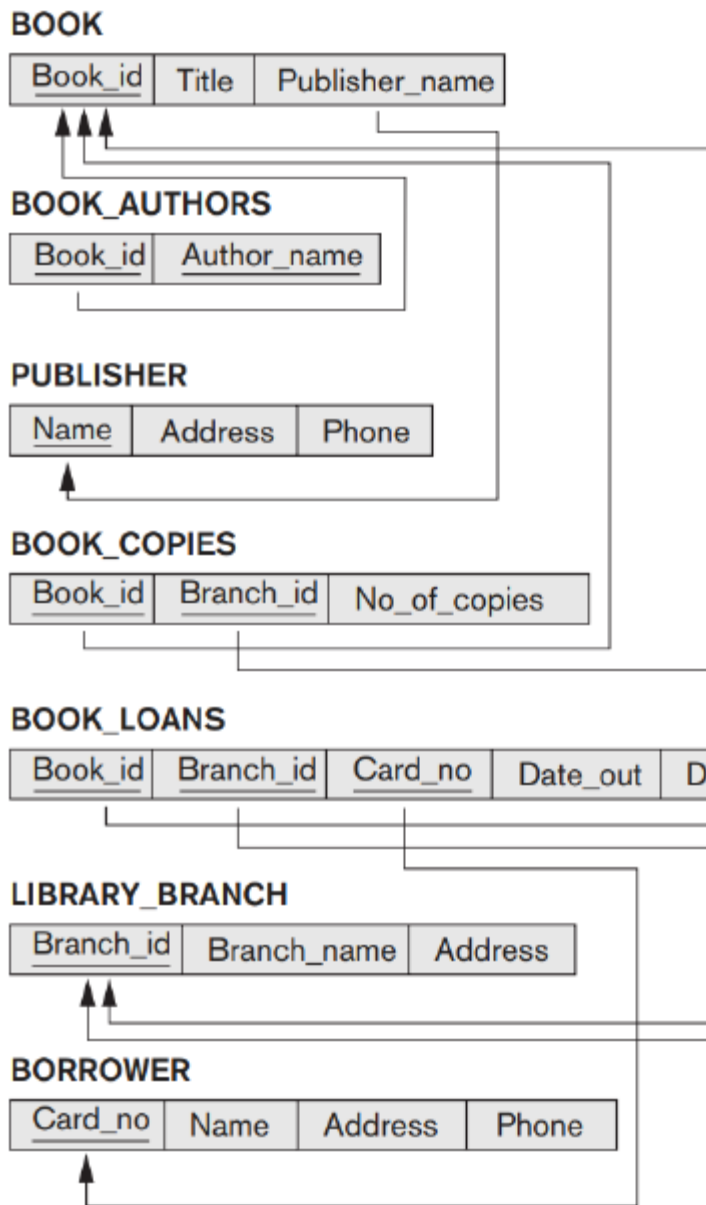 BOOK
Book_id Title Publisher_name
BOOK_AUTHORS
Book_id Author_name
PUBLISHER
Name Address Phone
BOOK_COPIES
Book_id Branch_id No_of_copies
BOOK_LOANS
Book_id Branch_id Card_no Date_out D
LIBRARY_BRANCH
Branch_id Branch_name Address
BORROWER
Card_no Name Address Phone